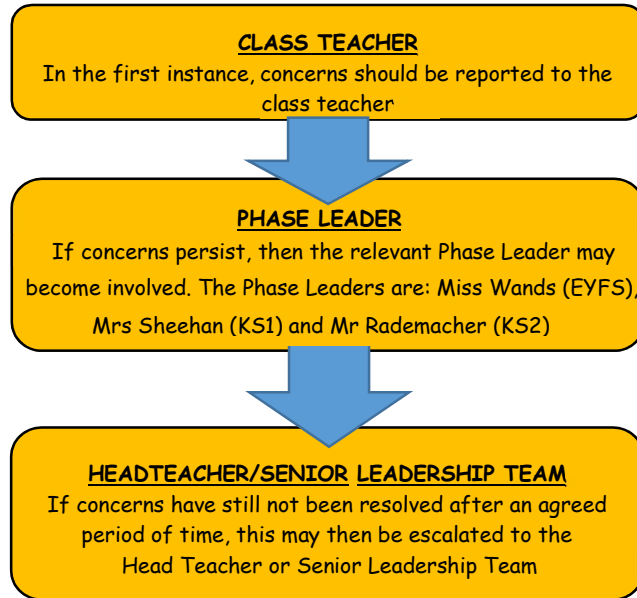 CLASS TEACHER
In the first instance, concerns should be reported to the
class teacher
PHASE LEADER
If concerns persist, then the relevant Phase Leader may
become involved. The Phase Leaders are: Miss Wands (EYFS),
Mrs Sheehan (KS1) and Mr Rademacher (KS2)
HEADTEACHER/SENIOR LEADERSHIP TEAM
If concerns have still not been resolved after an agreed
period of time, this may then be escalated to the
Head Teacher or Senior Leadership Team